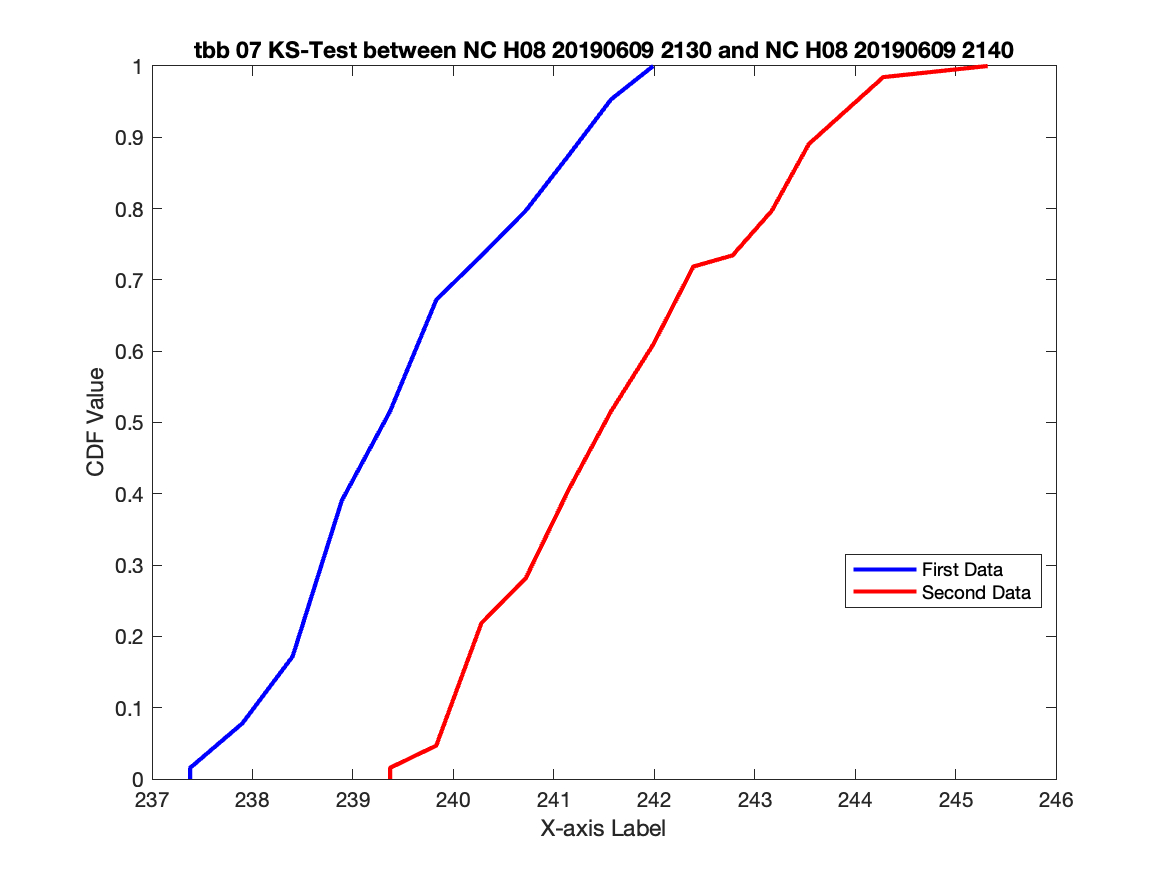 tbb 07 KS-Test between NC H08 20190609 2130 and NC H08 20190609 2140
1
0.9
0.8
0.7
0.6
0.5
0.4
0.3
0.2
0.1
0
CDF Value
First Data
Second Data
237 238 239 240 241 242 243 244 245 246
X-axis Label